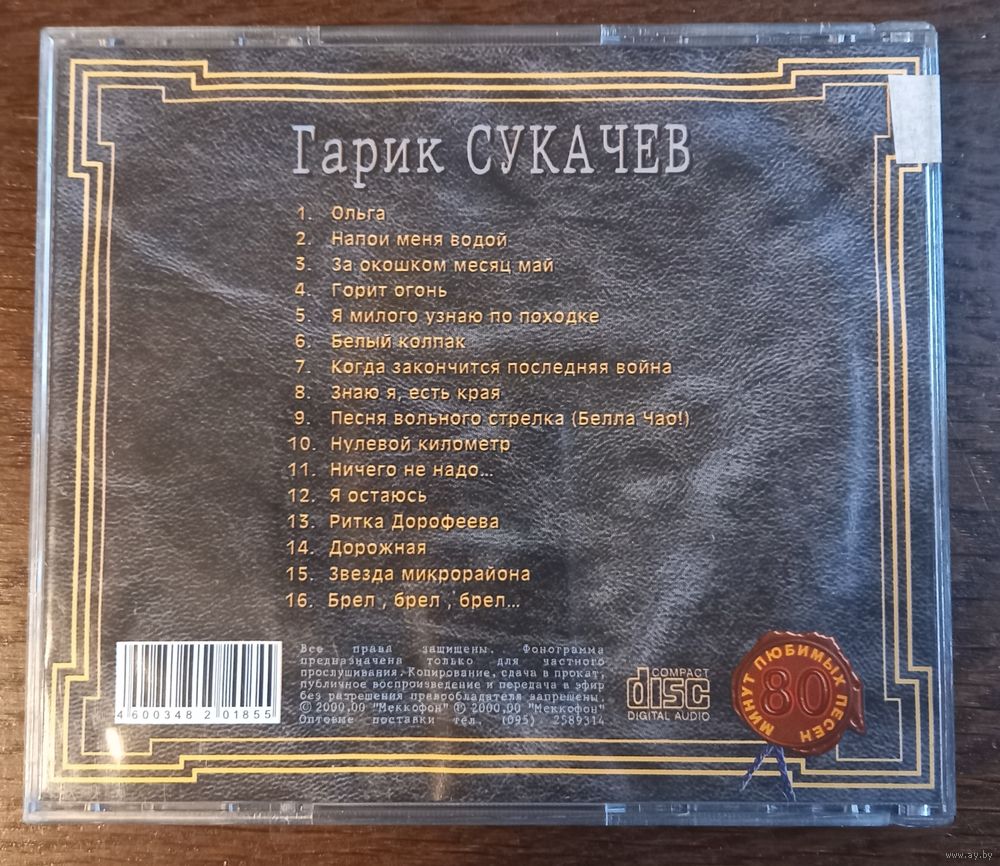 Гарик СУКАЧЕВ
1. Ольга
2. Напои меня водой
3. За окошком месяц май
4. Горит огонь
5. Я милого узнаю по походке
6. Белый колпак
7. Когда закончится последняя война
8. Знаю я, есть края
9. Песня вольного стрелка (Белла Чао!)
10. Нулевой километр
11. Ничего не надо...
12. Я остаюсь
13. Ритка Дорофеева
14. Дорожная
15. Звезда микрорайона
16. Брел , брел , брел...
Все права защищены. Фонограмма
предназначена только для частного
прослушивания. Копирование, сдача в прокат,
публичное воспроизведение и передача в эфир
без разрешения правообладателя запрещены.
© 2000,00 "Меккофон" ℗ 2000,00 "Меккофон"
Оптовые поставки тел. (095) 2589314
4 600348 201855
COMPACT
disc
DIGITAL AUDIO
80
МИНУТ ЛЮБИМЫХ ПЕСЕН
www.ay.by